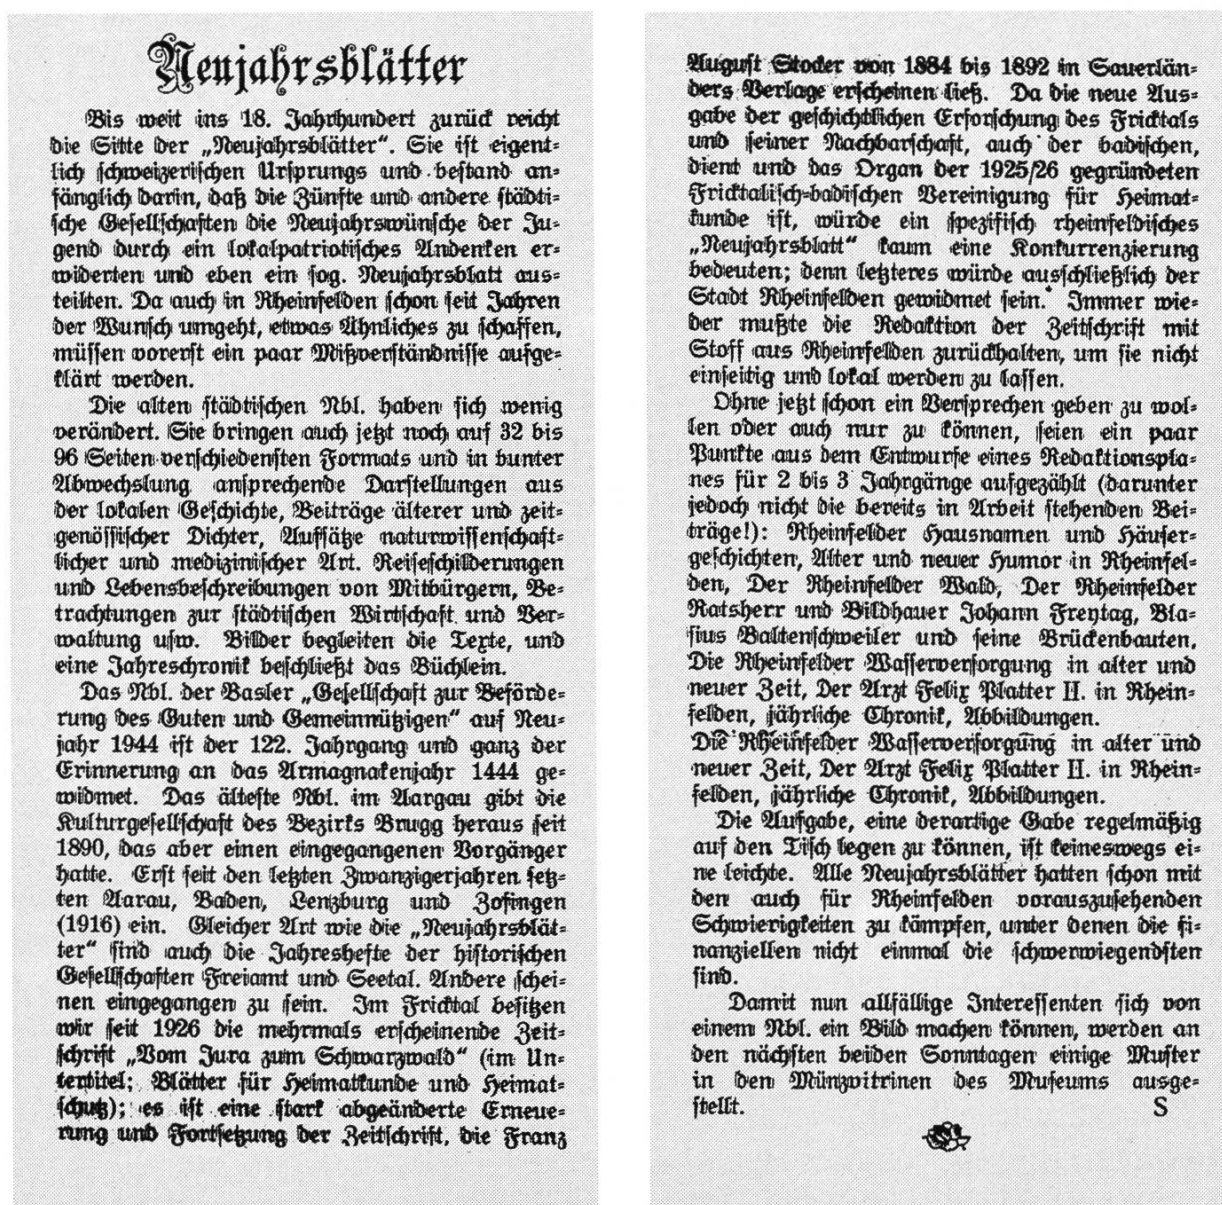 Neujahrsblätter
Bis weit ins 18. Jahrhundert zurück reicht
die Sitte der „Neujahrsblätter“. Sie ist eigent-
lich schweizerischen Ursprungs und bestand an-
fänglich darin, daß die Zünfte und andere städti-
sche Gesellschaften die Neujahrswünsche der Ju-
gend durch ein lokalpatriotisches Andenken er-
widerten und eben ein sog. Neujahrsblatt aus-
teilten. Da auch in Rheinfelden schon seit Jahren
der Wunsch umgeht, etwas Ähnliches zu schaffen,
müssen vorerst ein paar Mißverständnisse aufge-
klärt werden.
Die alten städtischen Nbl. haben sich wenig
verändert. Sie bringen auch jetzt noch auf 32 bis
96 Seiten verschiedensten Formats und in bunter
Abwechslung ansprechende Darstellungen aus
der lokalen Geschichte, Beiträge älterer und zeit-
genössischer Dichter, Aufsätze naturwissenschaft-
licher und medizinischer Art. Reiseschilderungen
und Lebensbeschreibungen von Mitbürgern, Be-
trachtungen zur städtischen Wirtschaft und Ver-
waltung usw. Bilder begleiten die Texte, und
eine Jahreschronik beschließt das Büchlein.
Das Nbl. der Basler „Gesellschaft zur Beförde-
rung des Guten und Gemeinnützigen“ auf Neu-
jahr 1944 ist der 122. Jahrgang und ganz der
Erinnerung an das Armagnakenjahr 1444 ge-
widmet. Das älteste Nbl. im Aargau gibt die
Kulturgesellschaft des Bezirks Brugg heraus seit
1890, das aber einen eingegangenen Vorgänger
hatte. Erst seit den letzten Zwanzigerjahren setz-
ten Aarau, Baden, Lenzburg und Zofingen
(1916) ein. Gleicher Art wie die „Neujahrsblät-
ter“ sind auch die Jahreshefte der historischen
Gesellschaften Freiamt und Seetal. Andere schei-
nen eingegangen zu sein. Im Fricktal besitzen
wir seit 1926 die mehrmals erscheinende Zeit-
schrift „Vom Jura zum Schwarzwald“ (im Un-
tertitel; Blätter für Heimatkunde und Heimat-
schutz); es ist eine stark abgeänderte Erneue-
rung und Fortsetzung der Zeitschrift, die Franz
August Stocker von 1884 bis 1892 in Sauerlän-
ders Verlage erscheinen ließ. Da die neue Aus-
gabe der geschichtlichen Erforschung des Fricktals
und seiner Nachbarschaft, auch der badischen,
dient und das Organ der 1925/26 gegründeten
Fricktalisch-badischen Vereinigung für Heimat-
kunde ist, würde ein spezifisch rheinfeldisches
„Neujahrsblatt“ kaum eine Konkurrenzierung
bedeuten; denn letzteres würde ausschließlich der
Stadt Rheinfelden gewidmet sein. Immer wie-
der mußte die Redaktion der Zeitschrift mit
Stoff aus Rheinfelden zurückhalten, um sie nicht
einseitig und lokal werden zu lassen.
Ohne jetzt schon ein Versprechen geben zu wol-
len oder auch nur zu können, seien ein paar
Punkte aus dem Entwurfe eines Redaktionspla-
nes für 2 bis 3 Jahrgänge aufgezählt (darunter
jedoch nicht die bereits in Arbeit stehenden Bei-
träge!): Rheinfelder Hausnamen und Häuser-
geschichten, Alter und neuer Humor in Rheinfel-
den, Der Rheinfelder Wald, Der Rheinfelder
Ratsherr und Bildhauer Johann Freytag, Bla-
sius Baltenschweiler und seine Brückenbauten,
Die Rheinfelder Wasserversorgung in alter und
neuer Zeit, Der Arzt Felix Platter II. in Rhein-
felden, jährliche Chronik, Abbildungen.
Die Rheinfelder Wasserversorgung in alter und
neuer Zeit, Der Arzt Felix Platter II. in Rhein-
felden, jährliche Chronik, Abbildungen.
Die Aufgabe, eine derartige Gabe regelmäßig
auf den Tisch legen zu können, ist keineswegs ei-
ne leichte. Alle Neujahrsblätter hatten schon mit
den auch für Rheinfelden vorauszusehenden
Schwierigkeiten zu kämpfen, unter denen die fi-
nanziellen nicht einmal die schwerwiegendsten
sind.
Damit nun allfällige Interessenten sich von
einem Nbl. ein Bild machen können, werden an
den nächsten beiden Sonntagen einige Muster
in den Münzvitrinen des Museums ausge-
stellt. S